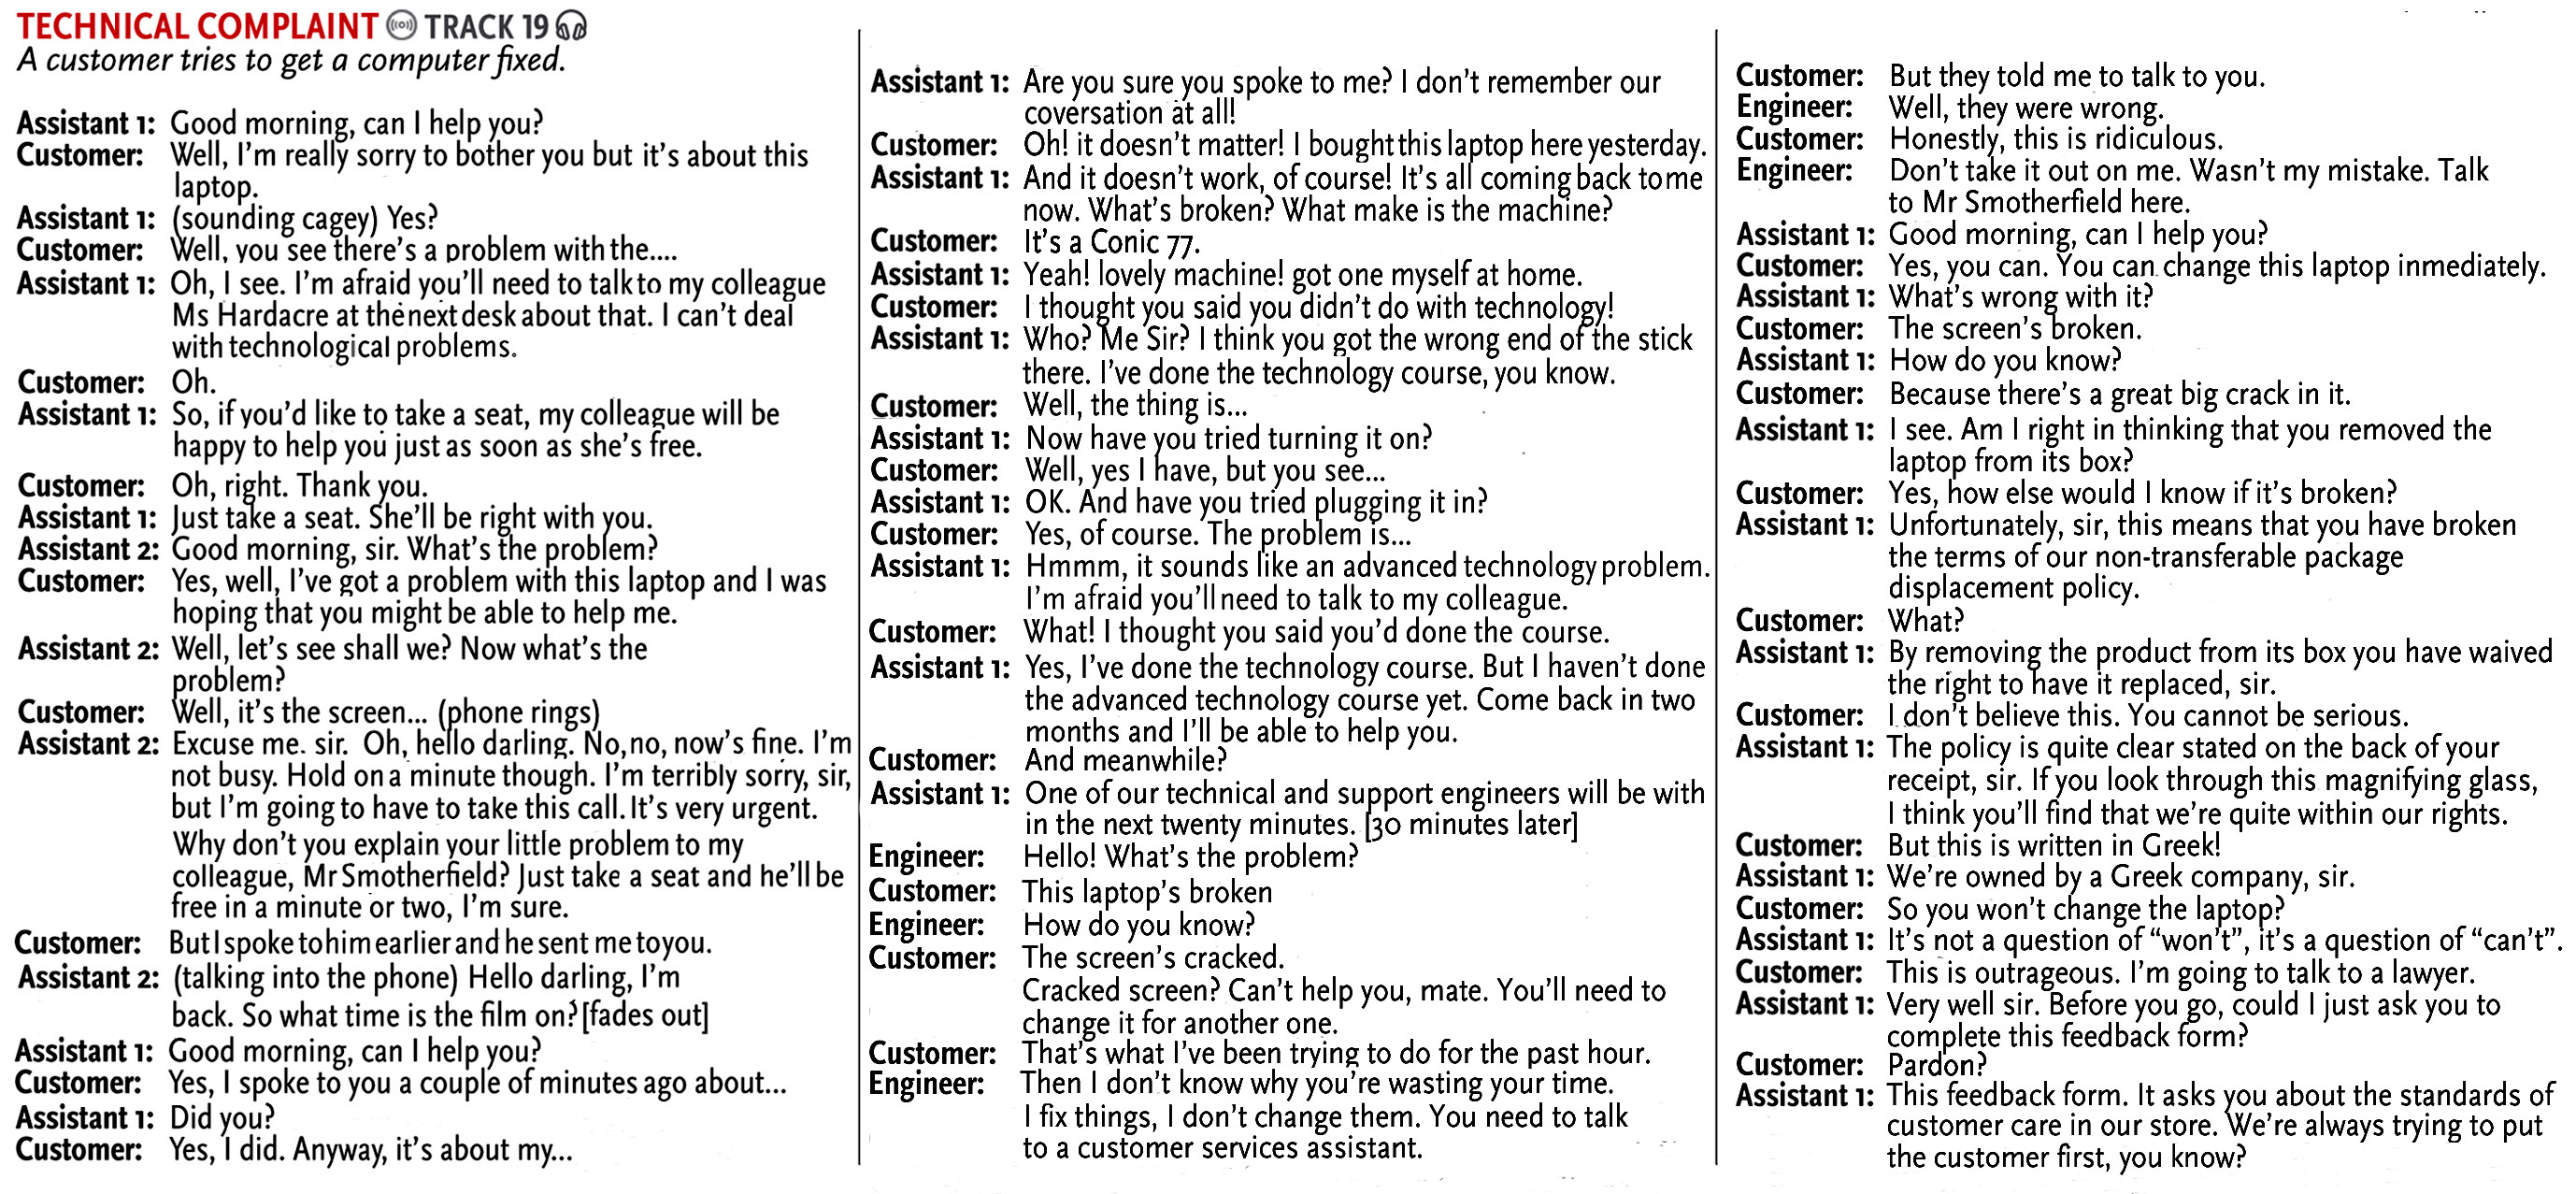 TECHNICAL COMPLAINT TRACK 19
A customer tries to get a computer fixed.
Assistant 1: Good morning, can I help you?
Customer: Well, I'm really sorry to bother you but it's about this
laptop.
Assistant 1: (sounding cagey) Yes?
Customer: Well, you see there's a problem with the....
Assistant 1: Oh, I see. I'm afraid you'll need to talk to my colleague
Ms Hardacre at the next desk about that. I can't deal
with technological problems.
Customer: Oh.
Assistant 1: So, if you'd like to take a seat, my colleague will be
happy to help you just as soon as she's free.
Customer: Oh, right. Thank you.
Assistant 1: Just take a seat. She'll be right with you.
Assistant 2: Good morning, sir. What's the problem?
Customer: Yes, well, I've got a problem with this laptop and I was
hoping that you might be able to help me.
Assistant 2: Well, let's see shall we? Now what's the
problem?
Customer: Well, it's the screen... (phone rings)
Assistant 2: Excuse me. sir. Oh, hello darling. No, no, now's fine. I'm
not busy. Hold on a minute though. I'm terribly sorry, sir,
but I'm going to have to take this call. It's very urgent.
Why don't you explain your little problem to my
colleague, Mr Smotherfield? Just take a seat and he'll be
free in a minute or two, I'm sure.
Customer: But I spoke to him earlier and he sent me to you.
Assistant 2: (talking into the phone) Hello darling, I'm
back. So what time is the film on? [fades out]
Assistant 1: Good morning, can I help you?
Customer: Yes, I spoke to you a couple of minutes ago about...
Assistant 1: Did you?
Customer: Yes, I did. Anyway, it's about my...
Assistant 1: Are you sure you spoke to me? I don't remember our
coversation at all!
Customer: Oh! it doesn't matter! I bought this laptop here yesterday.
Assistant 1: And it doesn't work, of course! It's all coming back to me
now. What's broken? What make is the machine?
Customer: It's a Conic 77.
Assistant 1: Yeah! lovely machine! got one myself at home.
Customer: I thought you said you didn't do with technology!
Assistant 1: Who? Me Sir? I think you got the wrong end of the stick
there. I've done the technology course, you know.
Customer: Well, the thing is...
Assistant 1: Now have you tried turning it on?
Customer: Well, yes I have, but you see...
Assistant 1: OK. And have you tried plugging it in?
Customer: Yes, of course. The problem is...
Assistant 1: Hmmm, it sounds like an advanced technology problem.
I'm afraid you'll need to talk to my colleague.
Customer: What! I thought you said you'd done the course.
Assistant 1: Yes, I've done the technology course. But I haven't done
the advanced technology course yet. Come back in two
months and I'll be able to help you.
Customer: And meanwhile?
Assistant 1: One of our technical and support engineers will be with
in the next twenty minutes. [30 minutes later]
Engineer: Hello! What's the problem?
Customer: This laptop's broken
Engineer: How do you know?
Customer: The screen's cracked.
Cracked screen? Can't help you, mate. You'll need to
change it for another one.
Customer: That's what I've been trying to do for the past hour.
Engineer: Then I don't know why you're wasting your time.
I fix things, I don't change them. You need to talk
to a customer services assistant.
Customer: But they told me to talk to you.
Engineer: Well, they were wrong.
Customer: Honestly, this is ridiculous.
Engineer: Don't take it out on me. Wasn't my mistake. Talk
to Mr Smotherfield here.
Assistant 1: Good morning, can I help you?
Customer: Yes, you can. You can change this laptop inmediately.
Assistant 1: What's wrong with it?
Customer: The screen's broken.
Assistant 1: How do you know?
Customer: Because there's a great big crack in it.
Assistant 1: I see. Am I right in thinking that you removed the
laptop from its box?
Customer: Yes, how else would I know if it's broken?
Assistant 1: Unfortunately, sir, this means that you have broken
the terms of our non-transferable package
displacement policy.
Customer: What?
Assistant 1: By removing the product from its box you have waived
the right to have it replaced, sir.
Customer: I don't believe this. You cannot be serious.
Assistant 1: The policy is quite clear stated on the back of your
receipt, sir. If you look through this magnifying glass,
I think you'll find that we're quite within our rights.
Customer: But this is written in Greek!
Assistant 1: We're owned by a Greek company, sir.
Customer: So you won't change the laptop?
Assistant 1: It's not a question of "won't", it's a question of "can't".
Customer: This is outrageous. I'm going to talk to a lawyer.
Assistant 1: Very well sir. Before you go, could I just ask you to
complete this feedback form?
Customer: Pardon?
Assistant 1: This feedback form. It asks you about the standards of
customer care in our store. We're always trying to put
the customer first, you know?